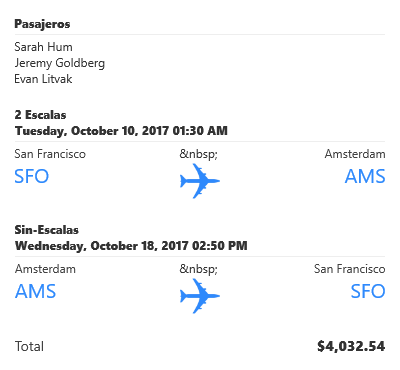 Pasajeros
Sarah Hum
Jeremy Goldberg
Evan Litvak
2 Escalas
Tuesday, October 10, 2017 01:30 AM
San Francisco &nbsp; Amsterdam
SFO AMS
Sin-Escalas
Wednesday, October 18, 2017 02:50 PM
Amsterdam &nbsp; San Francisco
AMS SFO
Total $4,032.54